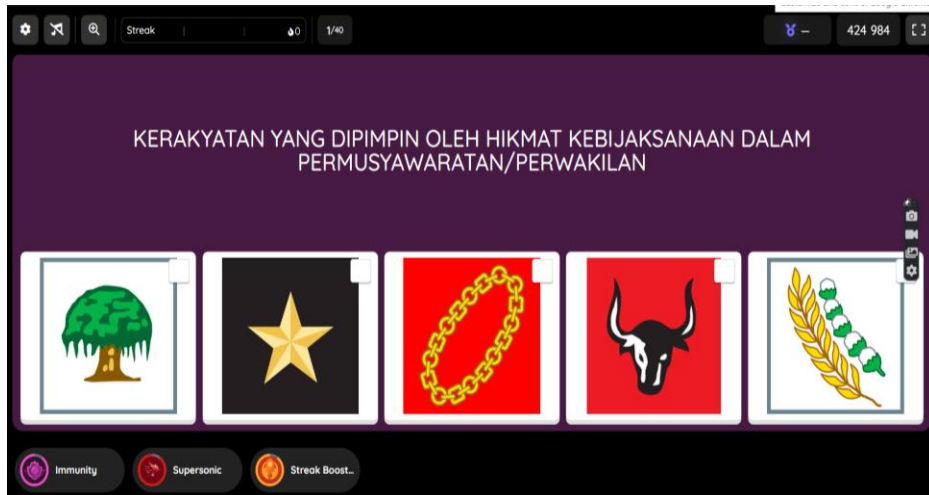 Streak
0
1/40
–
424 984
KERAKYATAN YANG DIPIMPIN OLEH HIKMAT KEBIJAKSANAAN DALAM
PERMUSYAWARATAN/PERWAKILAN
Immunity
Supersonic
Streak Boost...